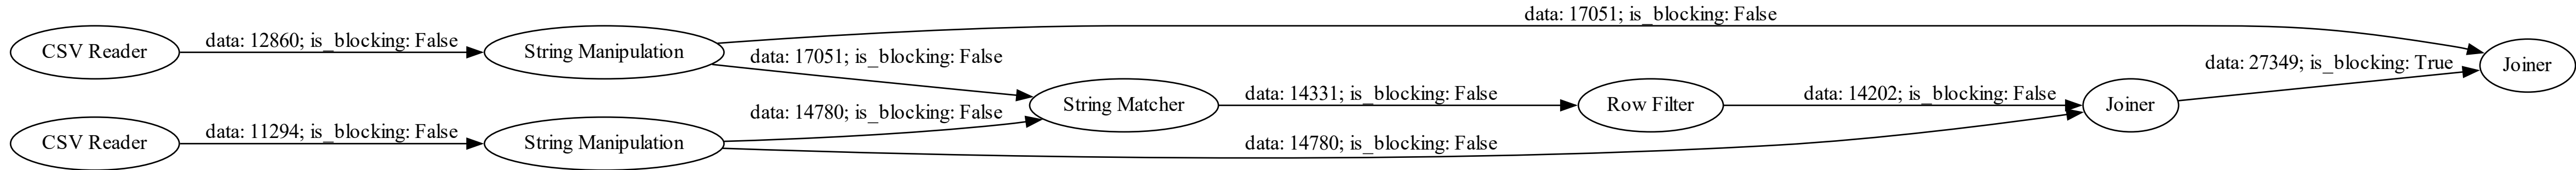 data: 17051; is_blocking: False
CSV Reader
data: 12860; is_blocking: False
String Manipulation
data: 17051; is_blocking: False
data: 27349; is_blocking: True
Joiner
String Matcher
data: 14331; is_blocking: False
Row Filter
data: 14202; is_blocking: False
Joiner
data: 14780; is_blocking: False
CSV Reader
data: 11294; is_blocking: False
String Manipulation
data: 14780; is_blocking: False